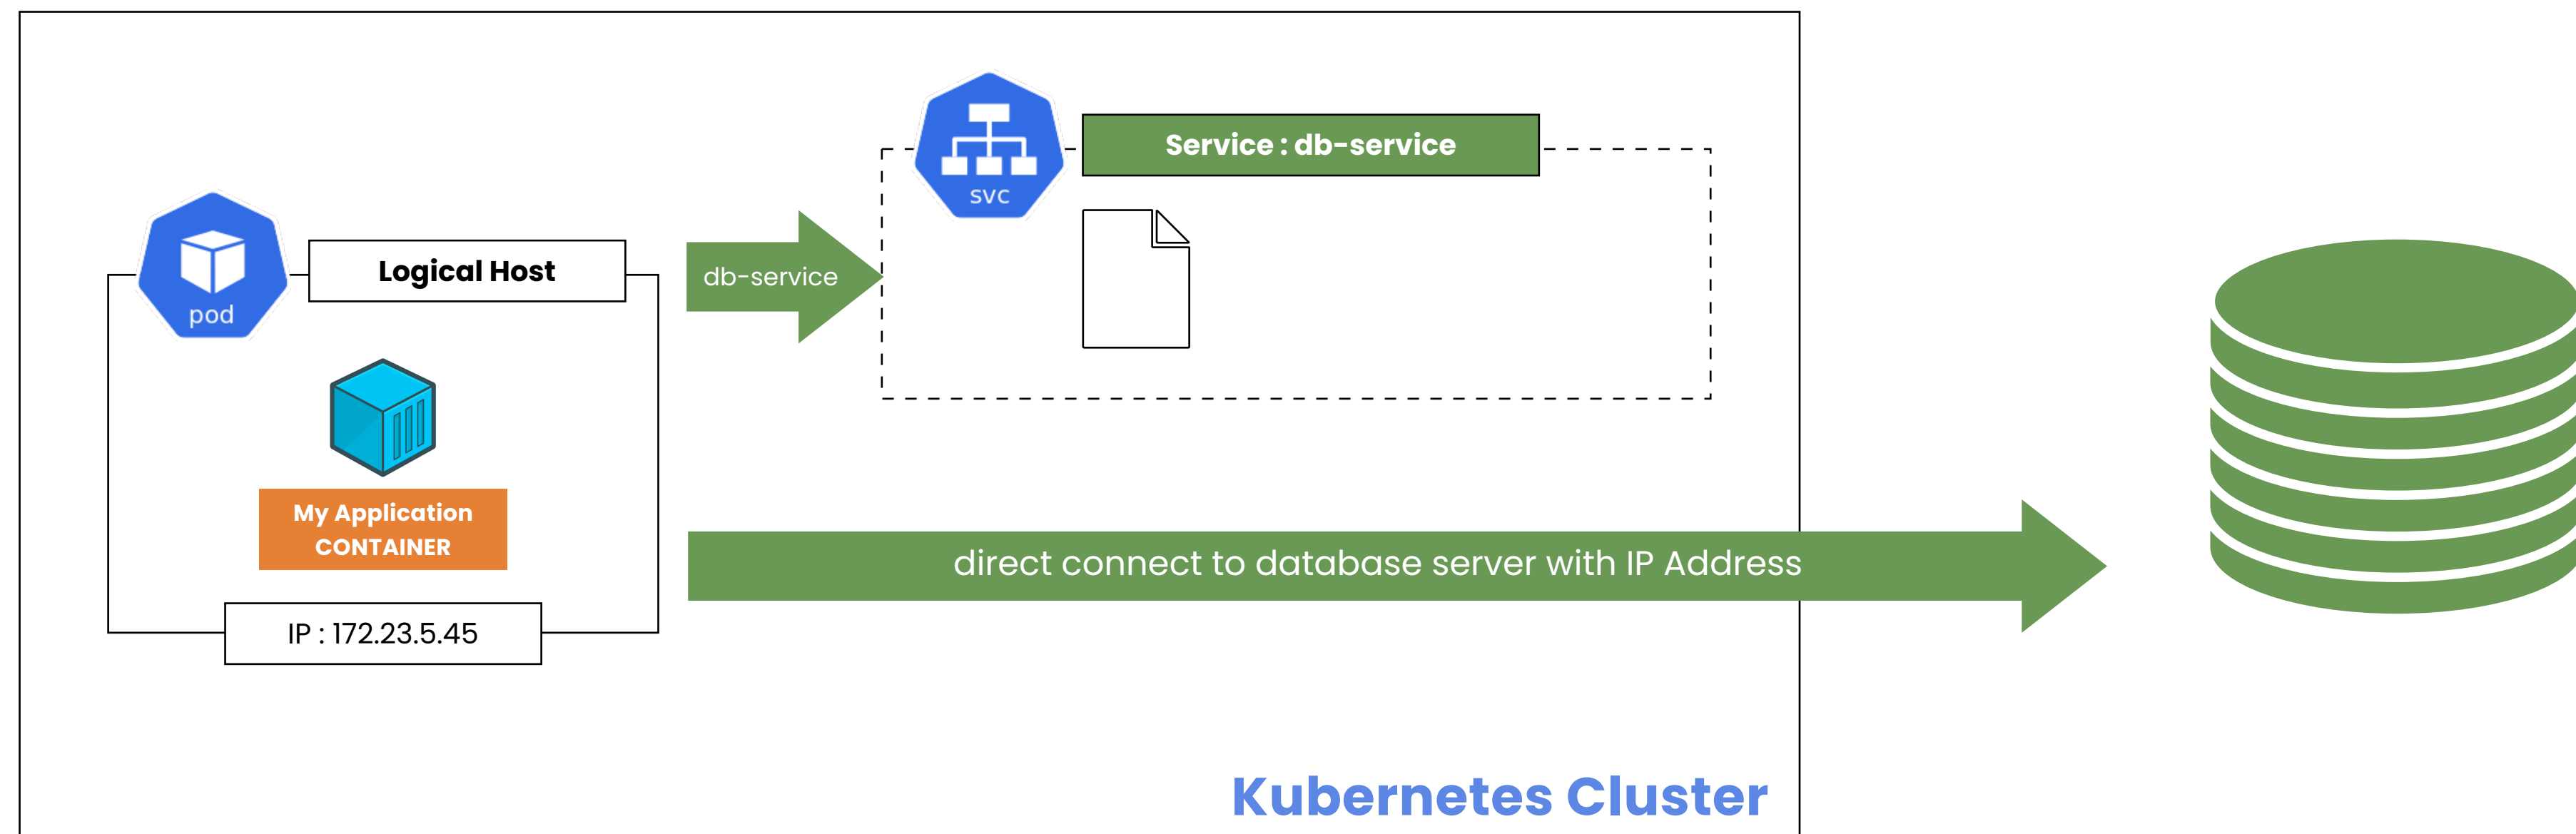 Service : db-service
svc
Logical Host
db-service
pod
My Application
CONTAINER
direct connect to database server with IP Address
IP : 172.23.5.45
Kubernetes Cluster